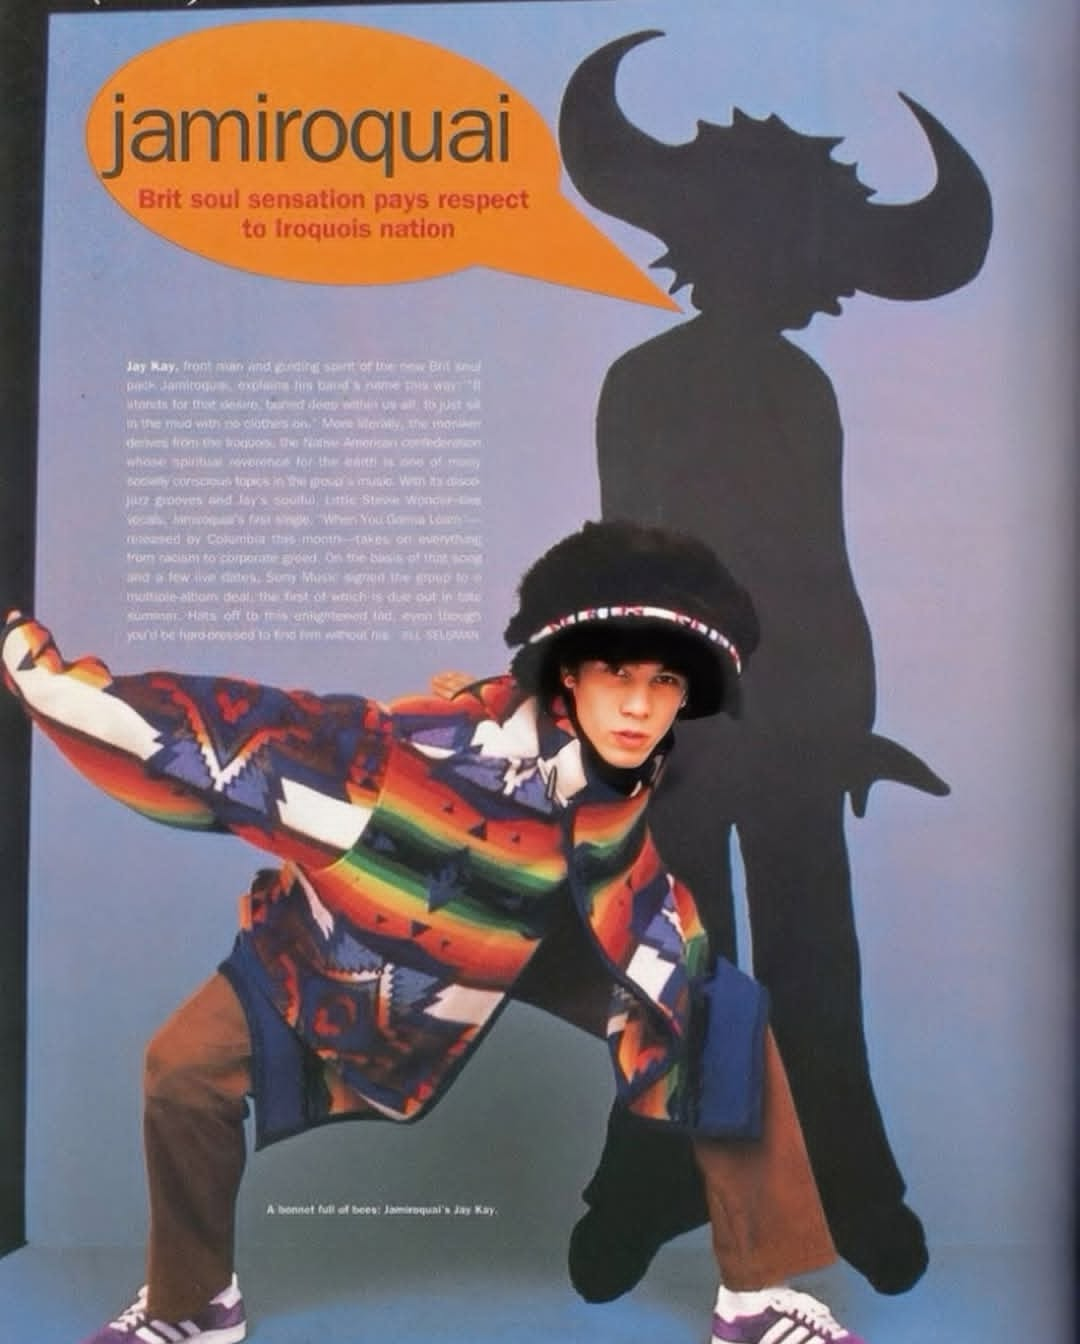 jamiroquai
Brit soul sensation pays respect
to Iroquois nation
Jay Kay, front man and guiding spirit of the new Brit soul
pack Jamiroquai, explains his band's name this way: "It
stands for that desire, buried deep within us all, to just sit
in the mud with no clothes on." More literally, the moniker
derives from the Iroquois, the Native American confederation
whose spiritual reverence for the earth is one of many
socially conscious topics in the group's music. With its disco-
jazz grooves and Jay's soulful, Little Stevie Wonder–like
vocals, Jamiroquai's first single, "When You Gonna Learn"—
released by Columbia this month—takes on everything
from racism to corporate greed. On the basis of that song
and a few live dates, Sony Music signed the group to a
multiple-album deal, the first of which is due out in late
summer. Hats off to this enlightened lad, even though
you'd be hard-pressed to find him without his. JILL SELSMAN
A bonnet full of bees: Jamiroquai's Jay Kay.